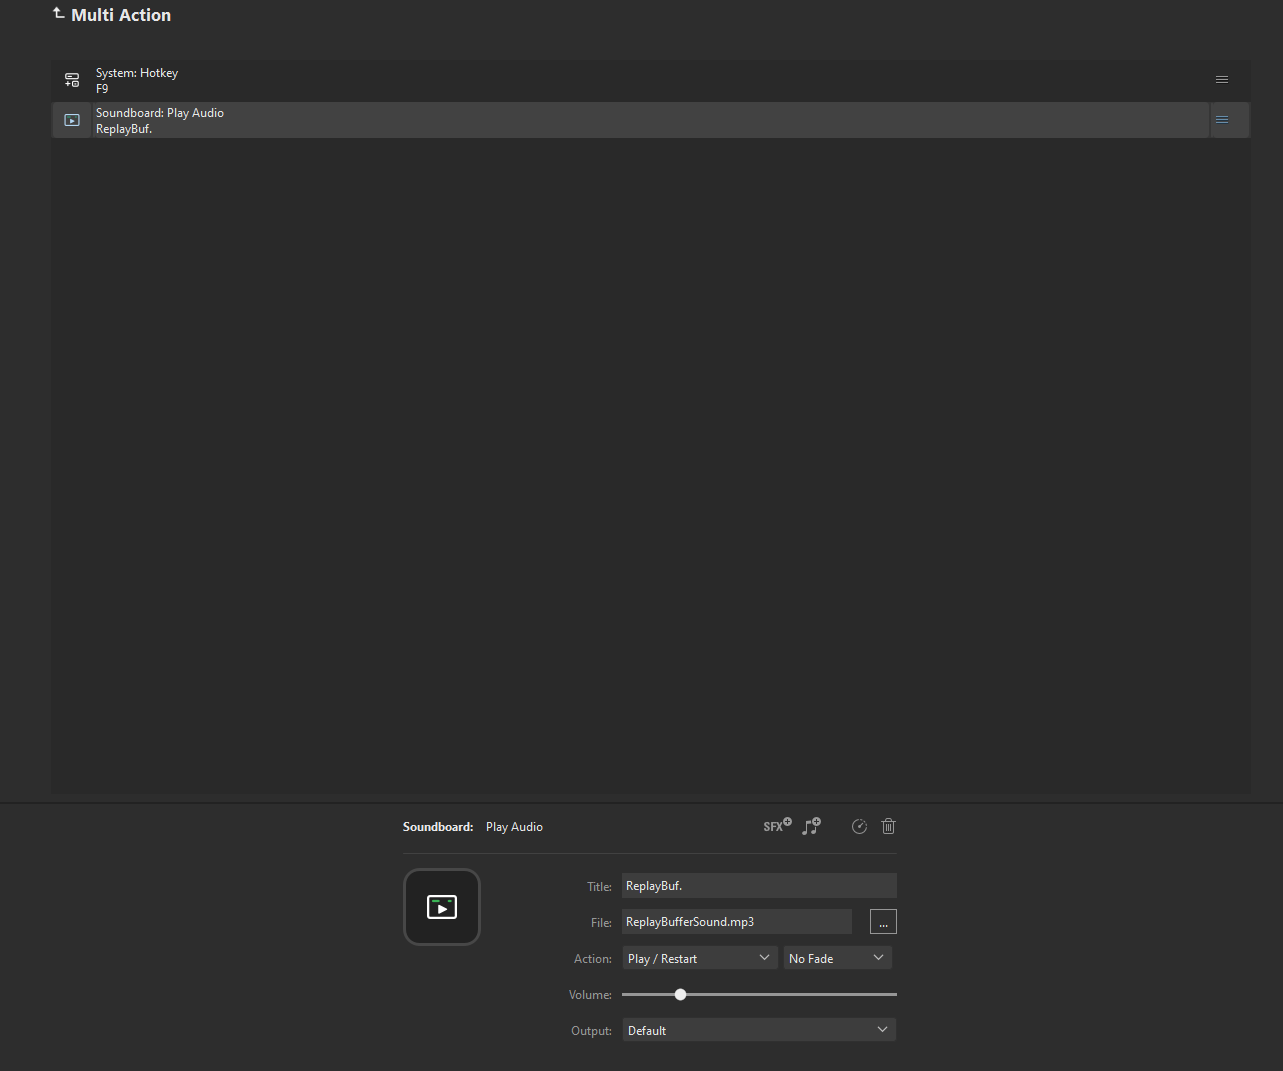 Multi Action
System: Hotkey
F9
Soundboard: Play Audio
ReplayBuf.
Soundboard: Play Audio
SFX
Title: ReplayBuf.
File: ReplayBufferSound.mp3 ...
Action: Play / Restart No Fade
Volume:
Output: Default